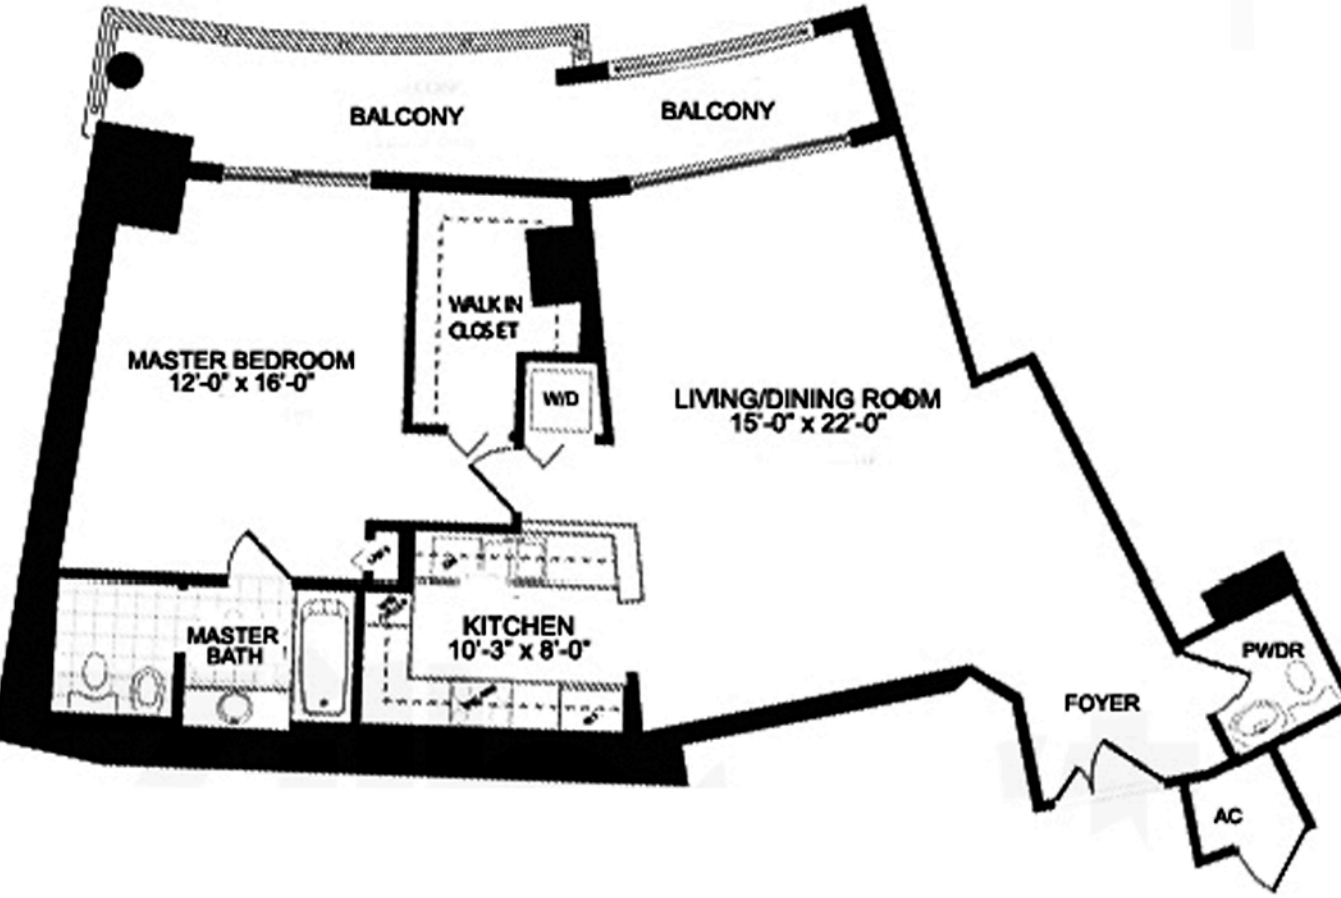 BALCONY
BALCONY
WALK IN
CLOSET
MASTER BEDROOM
12'-0" x 16'-0"
W/D
LIVING/DINING ROOM
15'-0" x 22'-0"
KITCHEN
10'-3" x 8'-0"
MASTER
BATH
PWDR
FOYER
AC